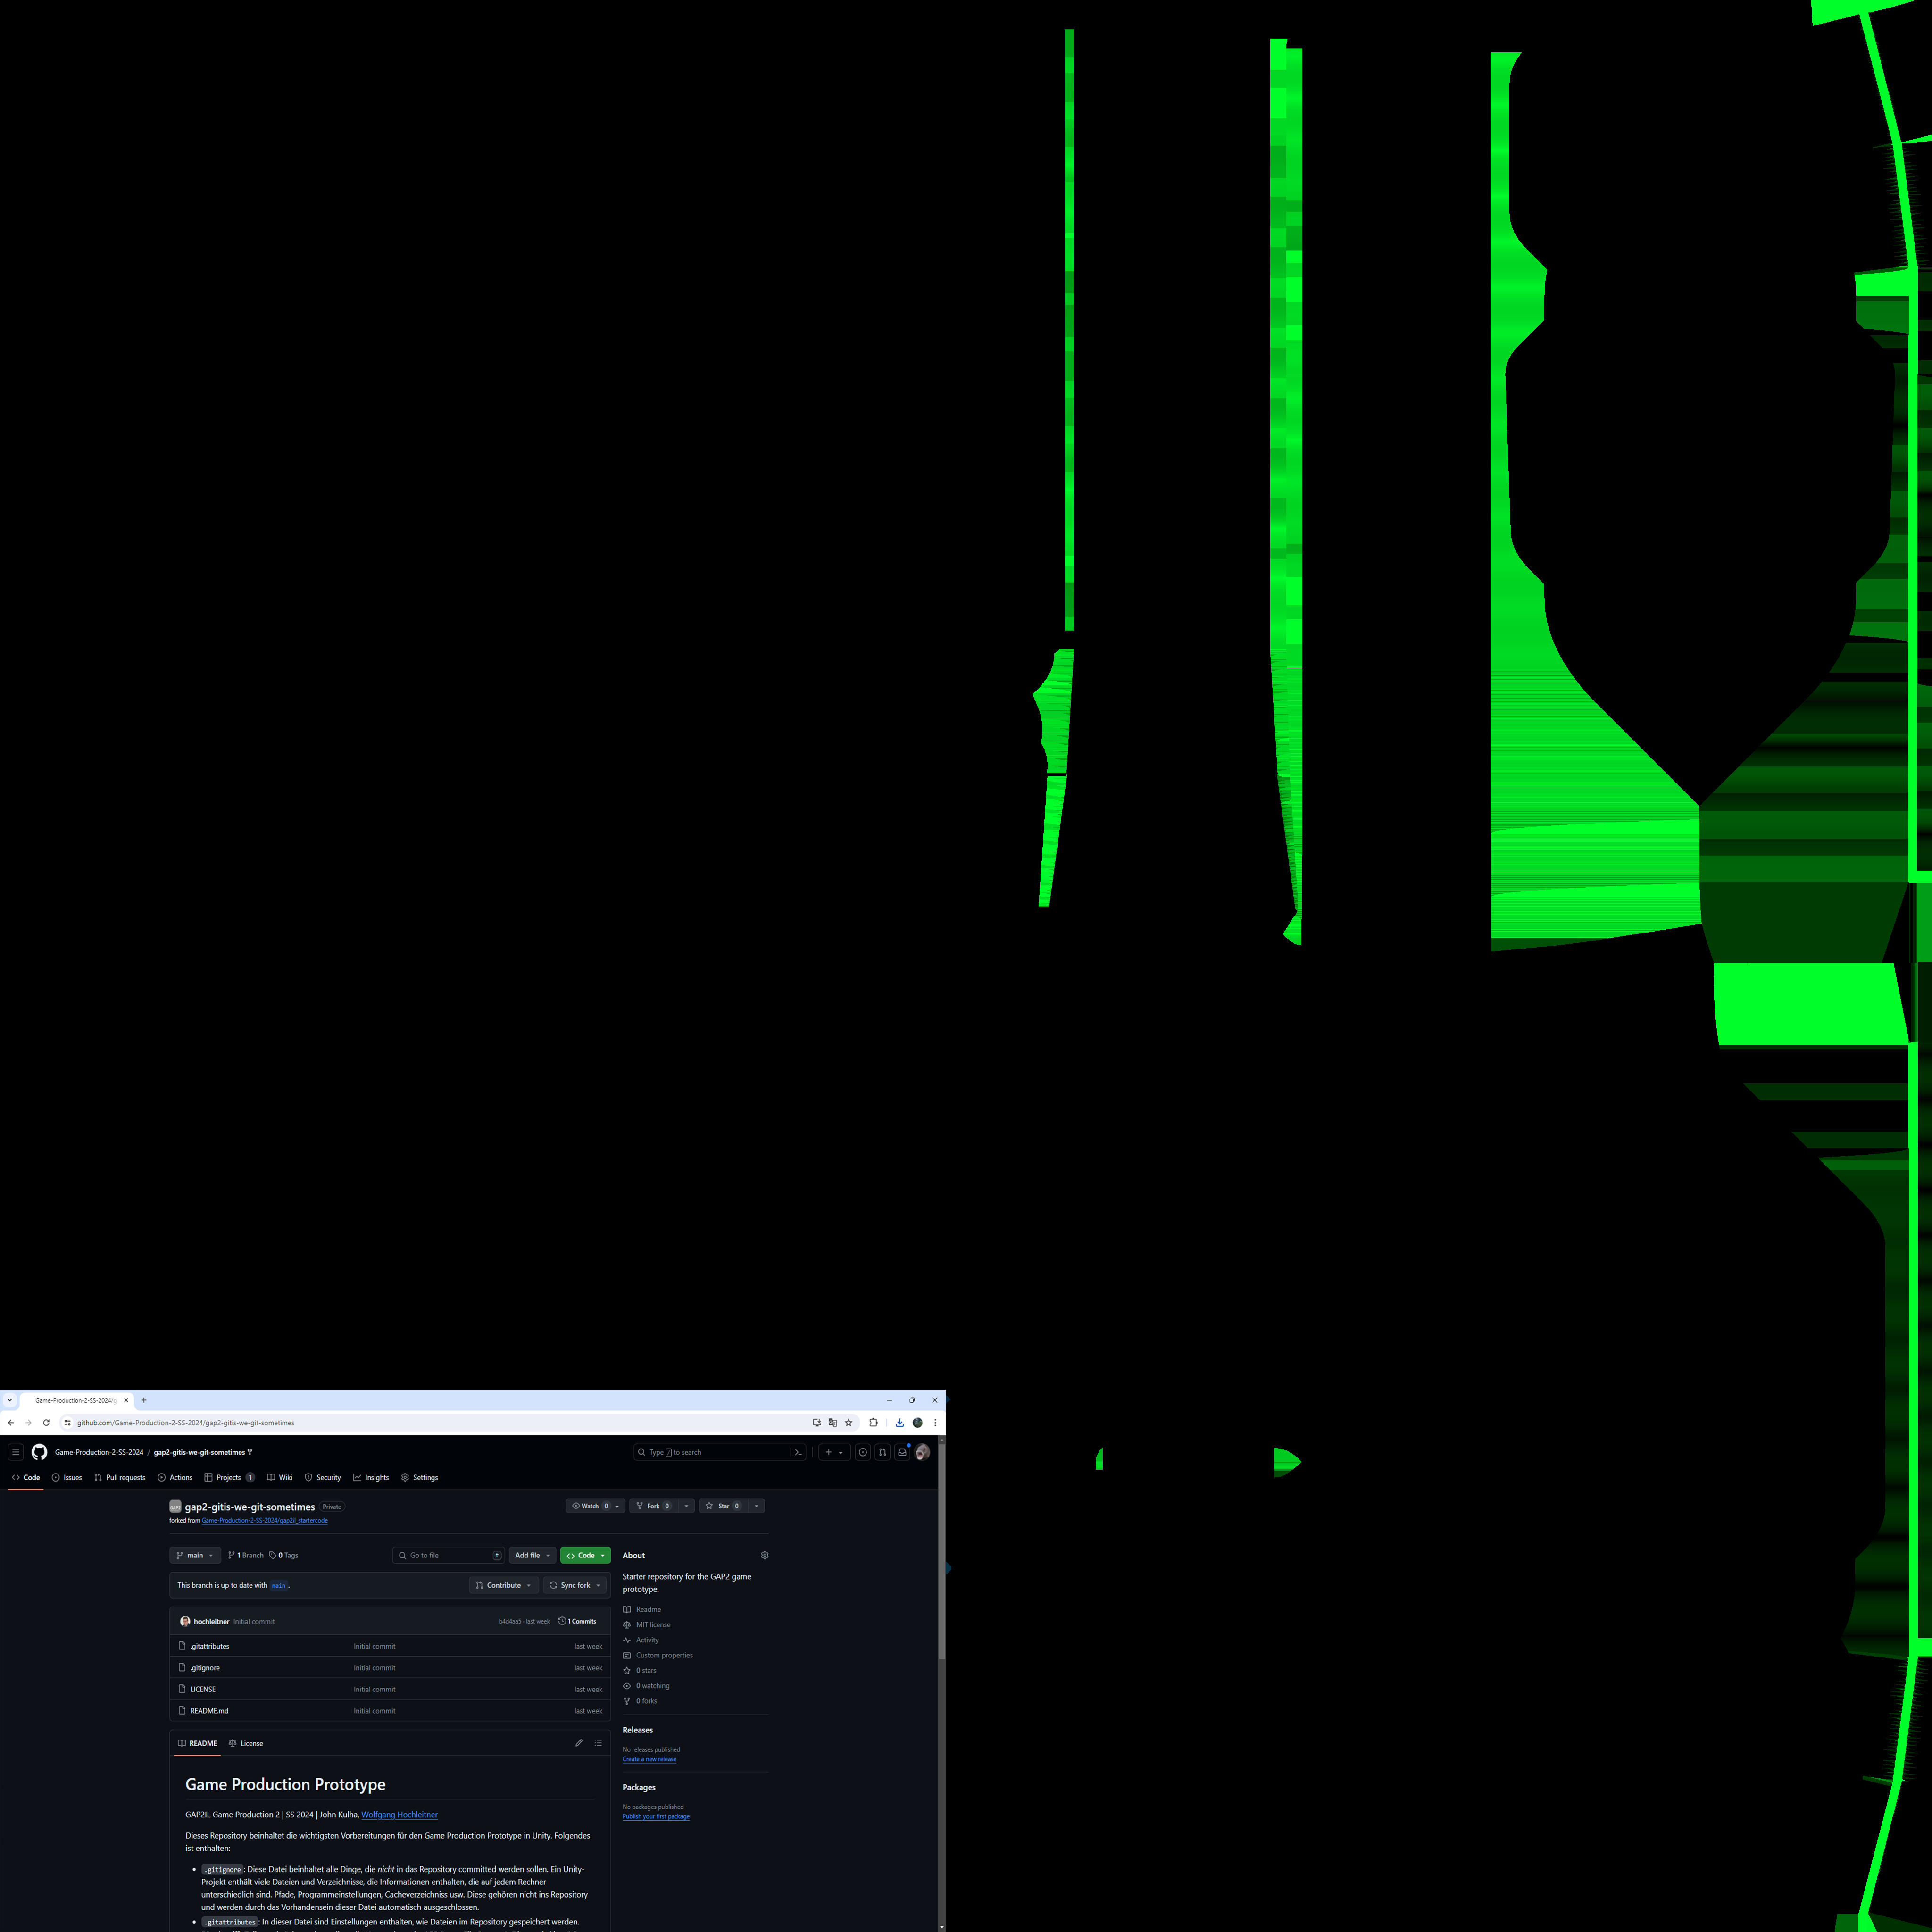 Game-Production-2-SS-2024/g
github.com/Game-Production-2-SS-2024/gap2-gitis-we-git-sometimes
Game-Production-2-SS-2024 / gap2-gitis-we-git-sometimes
Type / to search
Code Issues Pull requests Actions Projects 1 Wiki Security Insights Settings
gap2-gitis-we-git-sometimes Private
Watch 0 Fork 0 Star 0
forked from Game-Production-2-SS-2024/gap2il_startercode
main 1 Branch 0 Tags
Go to file t Add file Code
This branch is up to date with main .
Contribute Sync fork
hochleitner Initial commit
b4d4aa5 · last week 1 Commits
.gitattributes Initial commit last week
.gitignore Initial commit last week
LICENSE Initial commit last week
README.md Initial commit last week
README License
Game Production Prototype
GAP2IL Game Production 2 | SS 2024 | John Kulha, Wolfgang Hochleitner
Dieses Repository beinhaltet die wichtigsten Vorbereitungen für den Game Production Prototype in Unity. Folgendes
ist enthalten:
.gitignore : Diese Datei beinhaltet alle Dinge, die nicht in das Repository committed werden sollen. Ein Unity-
Projekt enthält viele Dateien und Verzeichnisse, die Informationen enthalten, die auf jedem Rechner
unterschiedlich sind. Pfade, Programmeinstellungen, Cacheverzeichniss usw. Diese gehören nicht ins Repository
und werden durch das Vorhandensein dieser Datei automatisch ausgeschlossen.
.gitattributes : In dieser Datei sind Einstellungen enthalten, wie Dateien im Repository gespeichert werden.
About
Starter repository for the GAP2 game
prototype.
Readme
MIT license
Activity
Custom properties
0 stars
0 watching
0 forks
Releases
No releases published
Create a new release
Packages
No packages published
Publish your first package